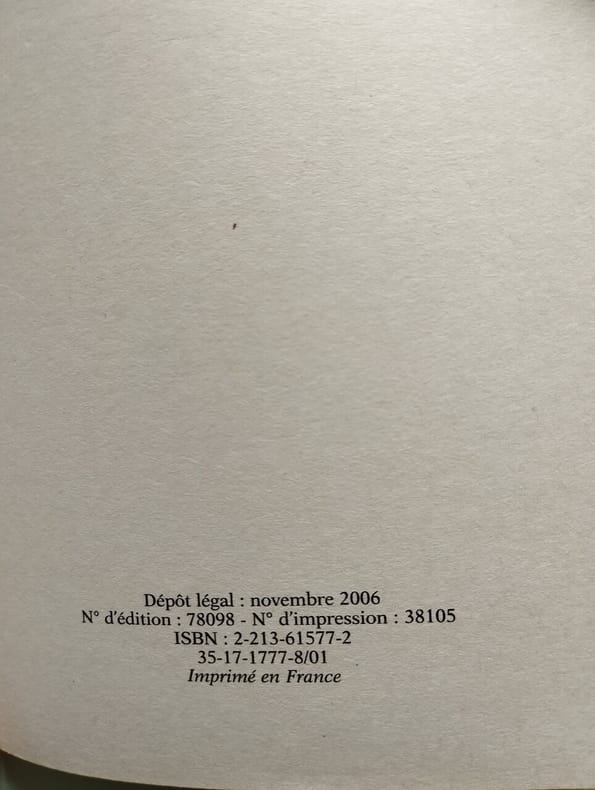 Dépôt légal : novembre 2006
N° d'édition : 78098 - N° d'impression : 38105
ISBN : 2-213-61577-2
35-17-1777-8/01
Imprimé en France